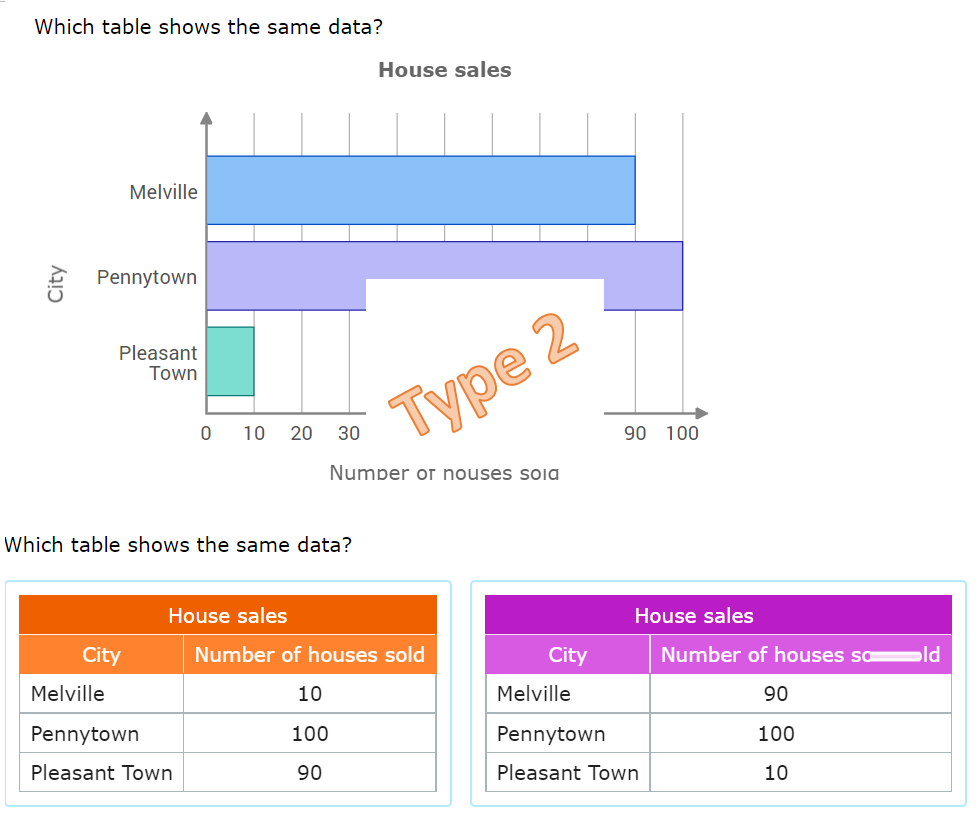 Which table shows the same data?
House sales
Melville
Pennytown
Pleasant
Town
City
0 10 20 30 90 100
Type 2
Number of houses sold
Which table shows the same data?
House sales
City Number of houses sold
Melville 10
Pennytown 100
Pleasant Town 90
House sales
City Number of houses sold
Melville 90
Pennytown 100
Pleasant Town 10